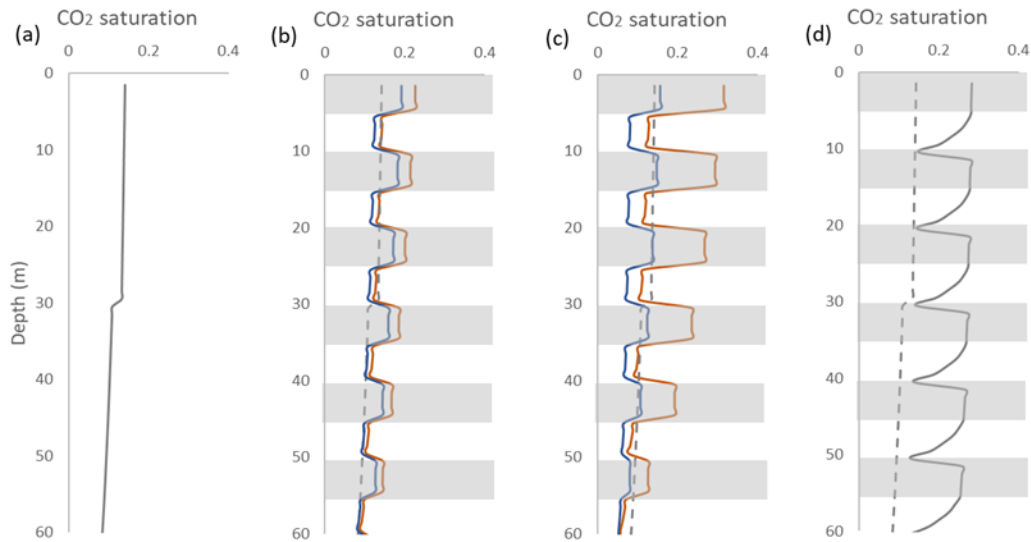 CO2 saturation CO2 saturation CO2 saturation CO2 saturation
(a) (b) (c) (d)
0 0.2 0.4 0 0.2 0.4 0 0.2 0.4 0 0.2 0.4
0 0 0 0
10 10 10 10
20 20 20 20
30 30 30 30
40 40 40 40
50 50 50 50
60 60 60 60
Depth (m)